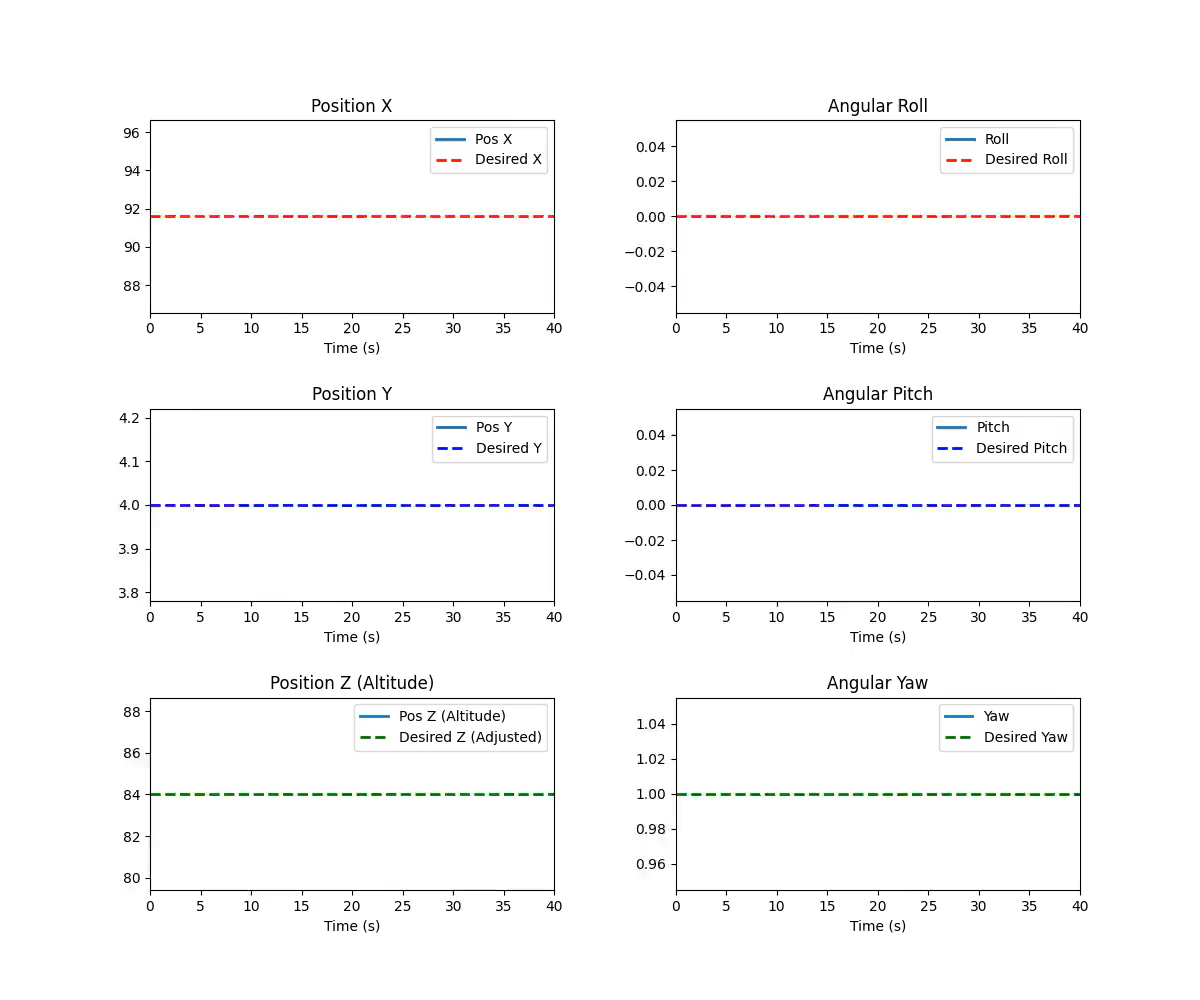 Position X
96
94
92
90
88
Pos X
Desired X
0 5 10 15 20 25 30 35 40
Time (s)
Angular Roll
0.04
0.02
0.00
−0.02
−0.04
Roll
Desired Roll
0 5 10 15 20 25 30 35 40
Time (s)
Position Y
4.2
4.1
4.0
3.9
3.8
Pos Y
Desired Y
0 5 10 15 20 25 30 35 40
Time (s)
Angular Pitch
0.04
0.02
0.00
−0.02
−0.04
Pitch
Desired Pitch
0 5 10 15 20 25 30 35 40
Time (s)
Position Z (Altitude)
88
86
84
82
80
Pos Z (Altitude)
Desired Z (Adjusted)
0 5 10 15 20 25 30 35 40
Time (s)
Angular Yaw
1.04
1.02
1.00
0.98
0.96
Yaw
Desired Yaw
0 5 10 15 20 25 30 35 40
Time (s)